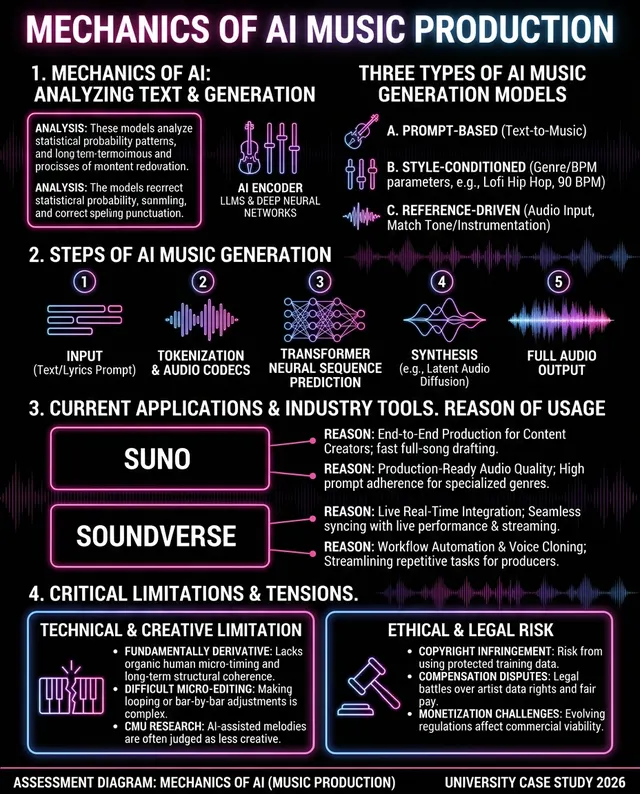 MECHANICS OF AI MUSIC PRODUCTION
1. MECHANICS OF AI:
ANALYZING TEXT & GENERATION
ANALYSIS: These models analyze
statistical probability patterns,
and long tem-termoimous and
procisses of montent redovation.
ANALYSIS: The models recrrect
statisticral probability, sonmling,
and correct speling punctuation.
AI ENCODER
LLMS & DEEP NEURAL
NETWORKS
THREE TYPES OF AI MUSIC
GENERATION MODELS
A. PROMPT-BASED (Text-to-Music)
B. STYLE-CONDITIONED (Genre/BPM
parameters, e.g., Lofi Hip Hop, 90 BPM)
C. REFERENCE-DRIVEN (Audio Input,
Match Tone/Instrumentation)
2. STEPS OF AI MUSIC GENERATION
1
INPUT
(Text/Lyrics Prompt)
2
TOKENIZATION
& AUDIO CODECS
3
TRANSFORMER
NEURAL SEQUENCE
PREDICTION
4
SYNTHESIS
(e.g., Latent Audio
Diffusion)
5
FULL AUDIO
OUTPUT
3. CURRENT APPLICATIONS & INDUSTRY TOOLS. REASON OF USAGE
SUNO
REASON: End-to-End Production for Content
Creators; fast full-song drafting.
REASON: Production-Ready Audio Quality; High
prompt adherence for specialized genres.
SOUNDVERSE
REASON: Live Real-Time Integration; Seamless
syncing with live performance & streaming.
REASON: Workflow Automation & Voice Cloning;
Streamlining repetitive tasks for producers.
4. CRITICAL LIMITATIONS & TENSIONS.
TECHNICAL & CREATIVE LIMITATION
• FUNDAMENTALLY DERIVATIVE: Lacks
organic human micro-timing and
long-term structural coherence.
• DIFFICULT MICRO-EDITING: Making
looping or bar-by-bar adjustments is
complex.
• CMU RESEARCH: AI-assisted melodies
are often judged as less creative.
ETHICAL & LEGAL RISK
• COPYRIGHT INFRINGEMENT: Risk from
using protected training data.
• COMPENSATION DISPUTES: Legal
battles over artist data rights and fair
pay.
• MONETIZATION CHALLENGES: Evolving
regulations affect commercial viability.
ASSESSMENT DIAGRAM: MECHANICS OF AI (MUSIC PRODUCTION)
UNIVERSITY CASE STUDY 2026